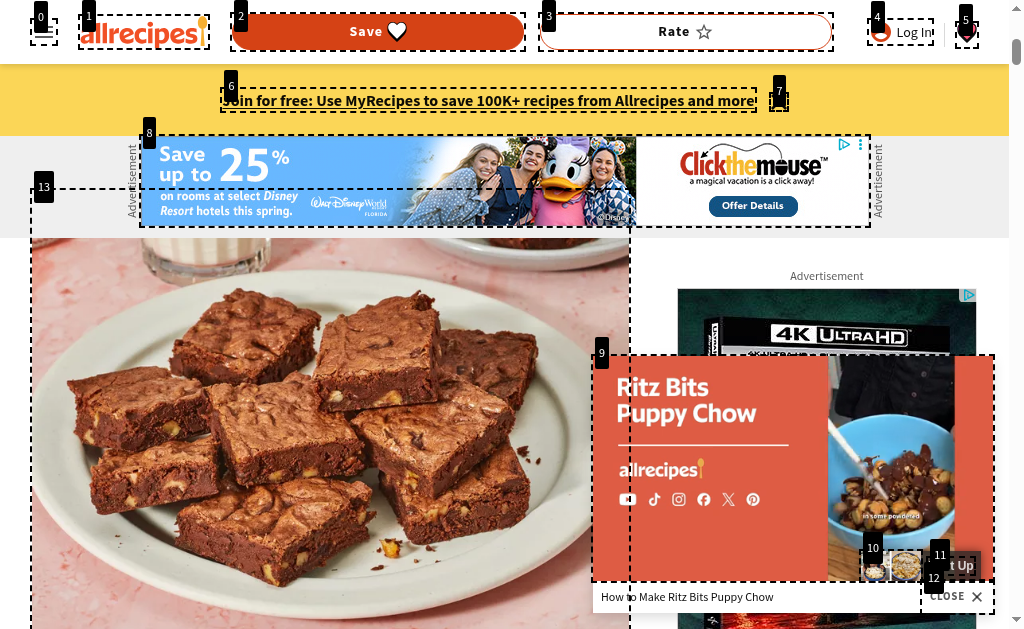 0
1
2
3
4
5
allrecipes
Save
Rate
Log In
6
7
Join for free: Use MyRecipes to save 100K+ recipes from Allrecipes and more
8
Advertisement
Save
up to 25%
on rooms at select Disney
Resort hotels this spring.
Walt Disney World
FLORIDA
©Disney
Clickthemouse™
a magical vacation is a click away!
Offer Details
Advertisement
13
Advertisement
4K ULTRA HD
9
Ritz Bits
Puppy Chow
allrecipes
in some powdered
10
11
t Up
12
How to Make Ritz Bits Puppy Chow
CLOSE